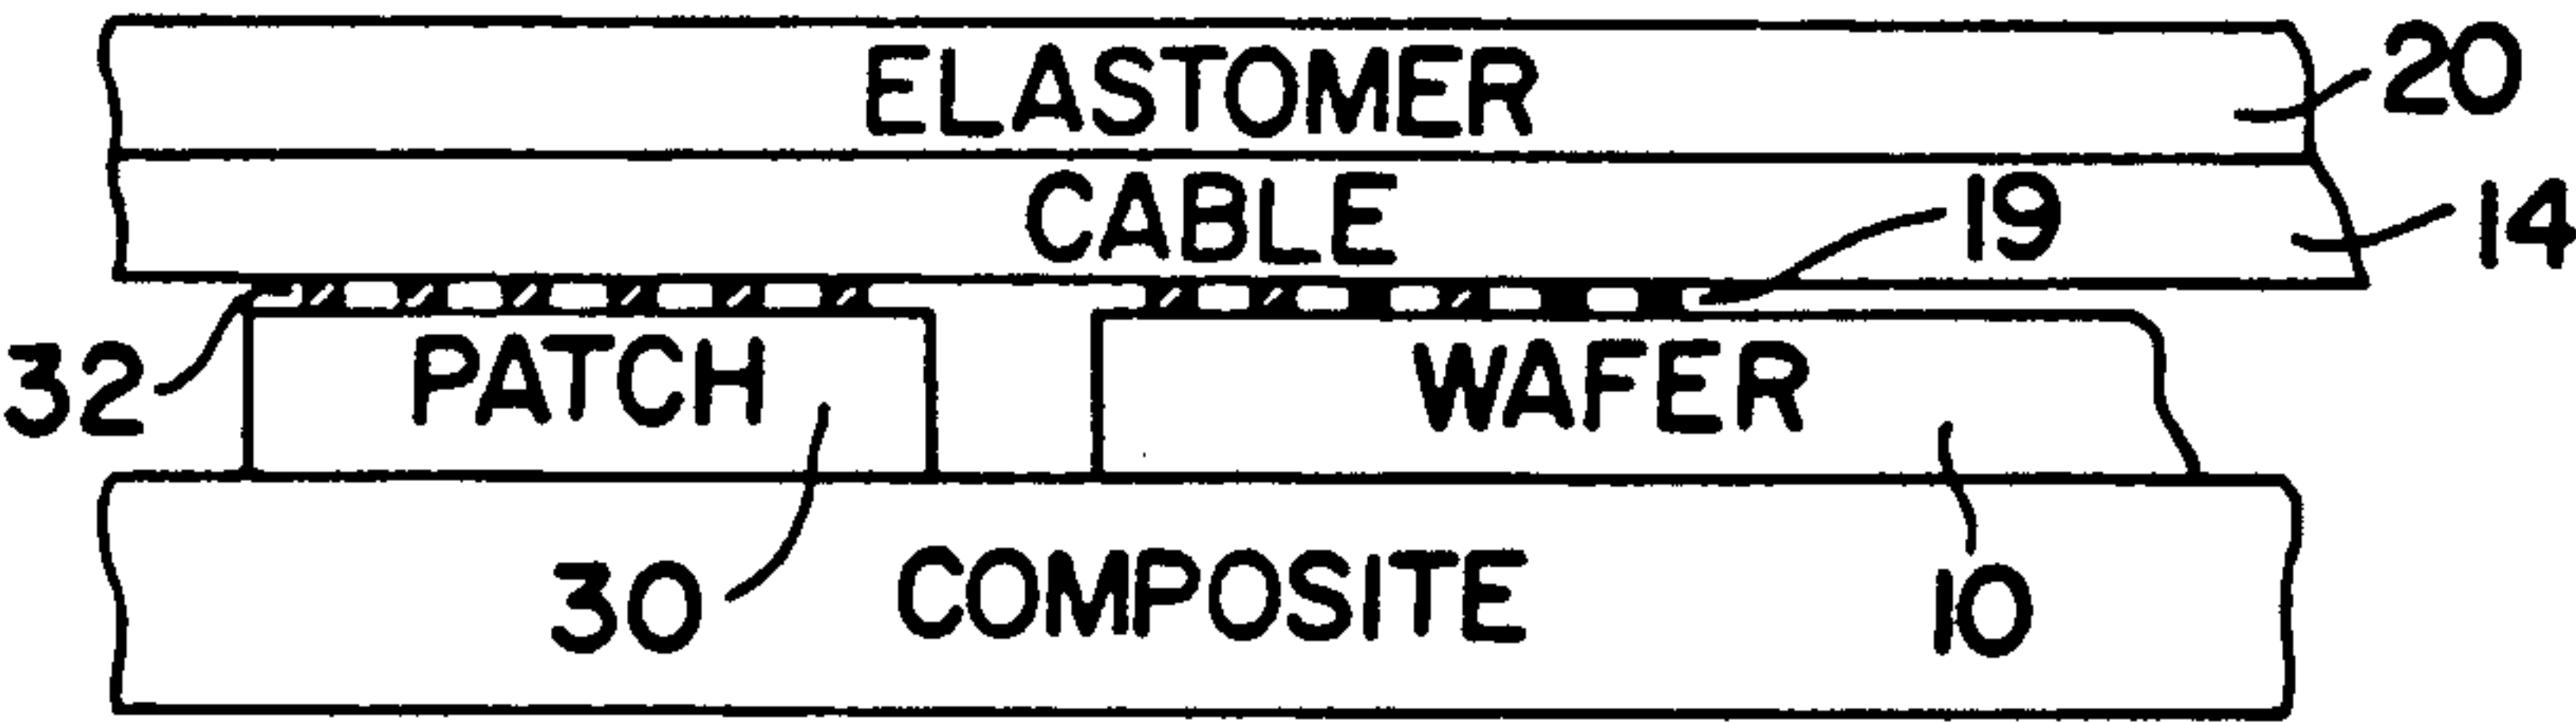 ELASTOMER 20
CABLE 19 14
32 PATCH WAFER
30 COMPOSITE 10